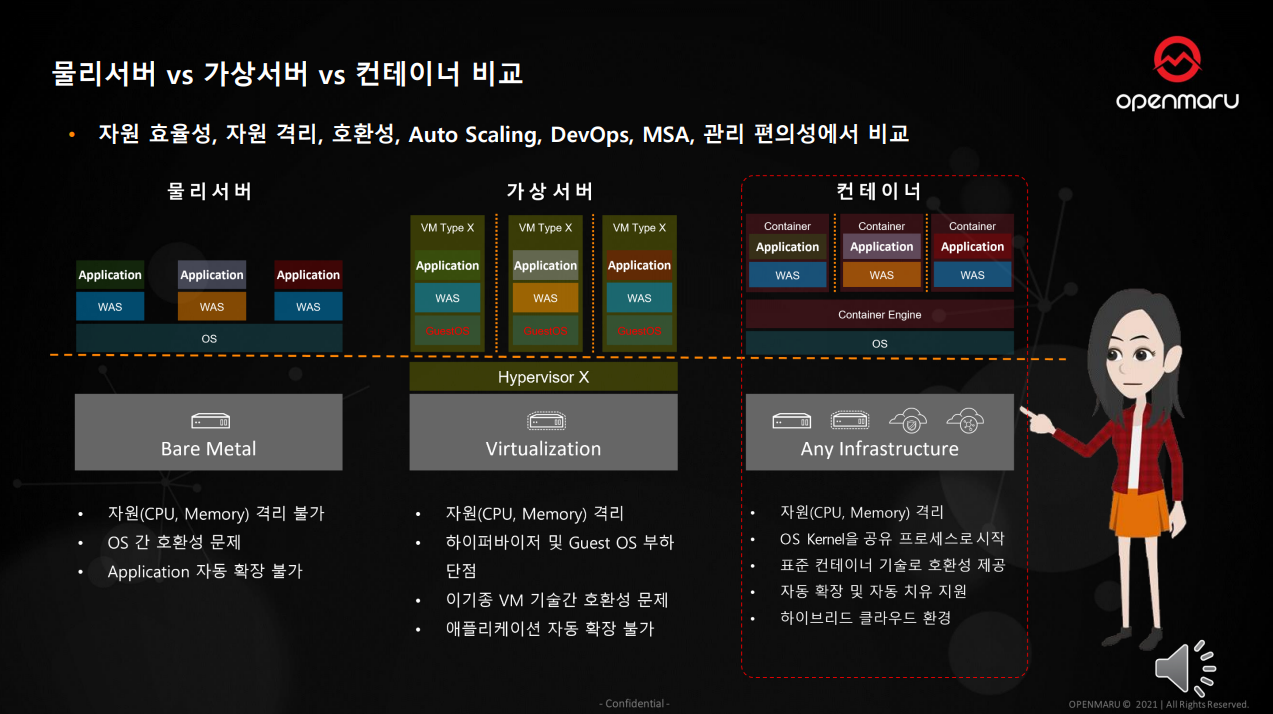 물리서버 vs 가상서버 vs 컨테이너 비교
openmaru
• 자원 효율성, 자원 격리, 호환성, Auto Scaling, DevOps, MSA, 관리 편의성에서 비교
물리서버
Application
Application
Application
WAS
WAS
WAS
OS
Bare Metal
• 자원(CPU, Memory) 격리 불가
• OS 간 호환성 문제
• Application 자동 확장 불가
가상서버
VM Type X
VM Type X
VM Type X
Application
Application
Application
WAS
WAS
WAS
GuestOS
GuestOS
GuestOS
Hypervisor X
Virtualization
• 자원(CPU, Memory) 격리
• 하이퍼바이저 및 Guest OS 부하
단점
• 이기종 VM 기술간 호환성 문제
• 애플리케이션 자동 확장 불가
컨테이너
Container
Container
Container
Application
Application
Application
WAS
WAS
WAS
Container Engine
OS
Any Infrastructure
• 자원(CPU, Memory) 격리
• OS Kernel을 공유 프로세스로 시작
• 표준 컨테이너 기술로 호환성 제공
• 자동 확장 및 자동 치유 지원
• 하이브리드 클라우드 환경
- Confidential -
OPENMARU © 2021 | All Rights Reserved.